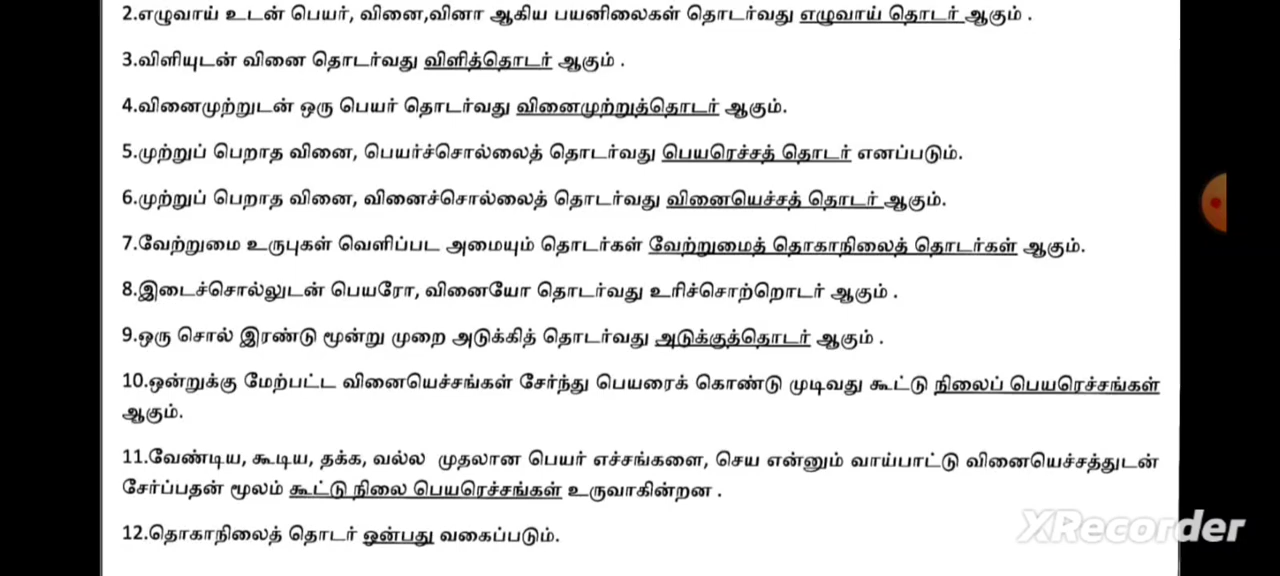 2.எழுவாய் உடன் பெயர், வினை,வினா ஆகிய பயனிலைகள் தொடர்வது எழுவாய் தொடர் ஆகும் .
3.விளியுடன் வினை தொடர்வது விளித்தொடர் ஆகும் .
4.வினைமுற்றுடன் ஒரு பெயர் தொடர்வது வினைமுற்றுத்தொடர் ஆகும்.
5.முற்றுப் பெறாத வினை, பெயர்ச்சொல்லைத் தொடர்வது பெயரெச்சத் தொடர் எனப்படும்.
6.முற்றுப் பெறாத வினை, வினைச்சொல்லைத் தொடர்வது வினையெச்சத் தொடர் ஆகும்.
7.வேற்றுமை உருபுகள் வெளிப்பட அமையும் தொடர்கள் வேற்றுமைத் தொகாநிலைத் தொடர்கள் ஆகும்.
8.இடைச்சொல்லுடன் பெயரோ, வினையோ தொடர்வது உரிச்சொற்றொடர் ஆகும் .
9.ஒரு சொல் இரண்டு மூன்று முறை அடுக்கித் தொடர்வது அடுக்குத்தொடர் ஆகும் .
10.ஒன்றுக்கு மேற்பட்ட வினையெச்சங்கள் சேர்ந்து பெயரைக் கொண்டு முடிவது கூட்டு நிலைப் பெயரெச்சங்கள்
ஆகும்.
11.வேண்டிய, கூடிய, தக்க, வல்ல முதலான பெயர் எச்சங்களை, செய என்னும் வாய்பாட்டு வினையெச்சத்துடன்
சேர்ப்பதன் மூலம் கூட்டு நிலை பெயரெச்சங்கள் உருவாகின்றன .
12.தொகாநிலைத் தொடர் ஒன்பது வகைப்படும்.
XRecorder